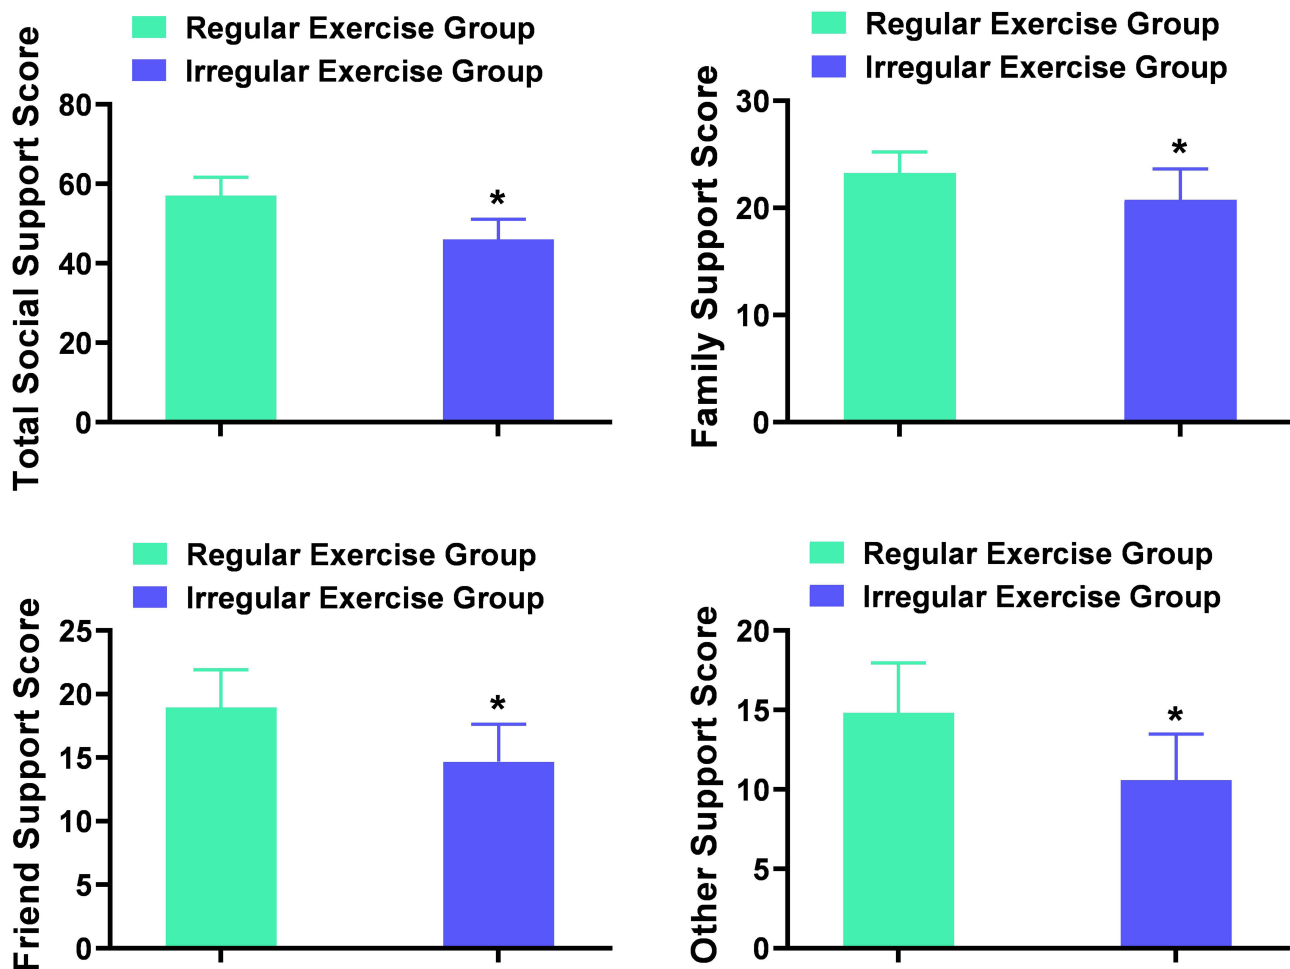 Regular Exercise Group
Irregular Exercise Group
Total Social Support Score
80
60
40
20
0
*
Regular Exercise Group
Irregular Exercise Group
Family Support Score
30
20
10
0
*
Regular Exercise Group
Irregular Exercise Group
Friend Support Score
25
20
15
10
5
0
*
Regular Exercise Group
Irregular Exercise Group
Other Support Score
20
15
10
5
0
*